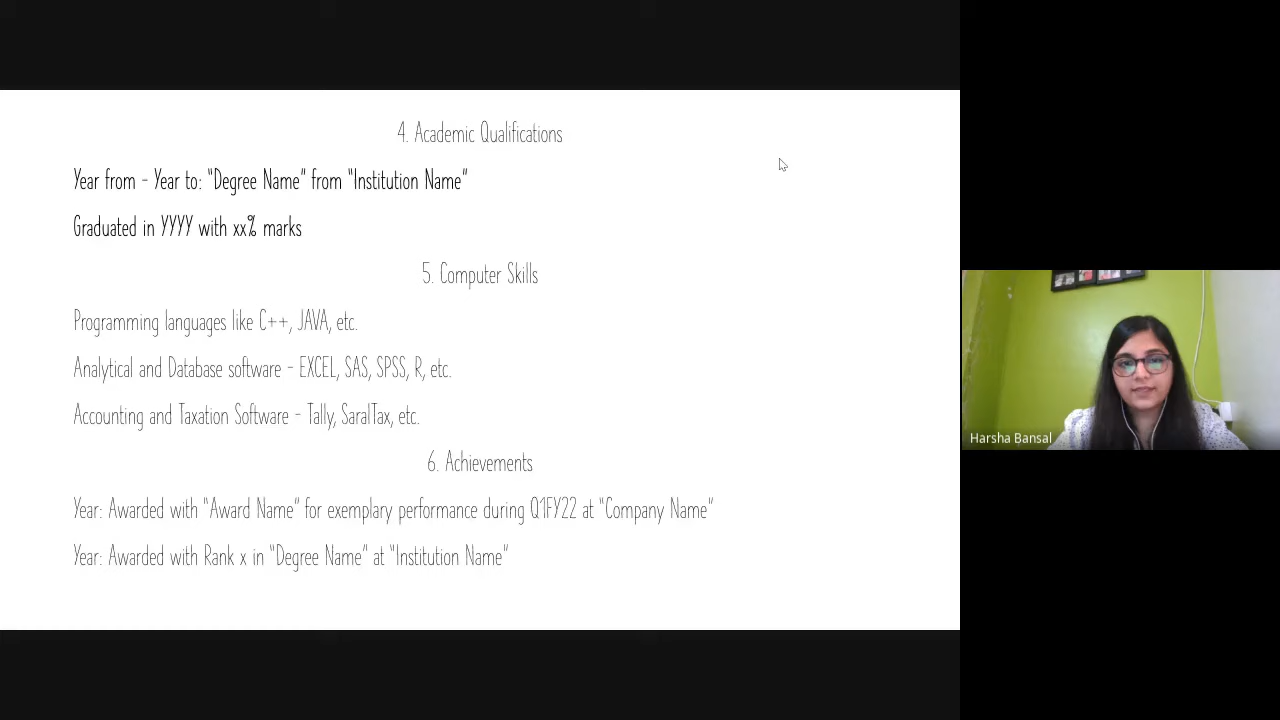 4. Academic Qualifications
Year from - Year to: "Degree Name" from "Institution Name"
Graduated in YYYY with xx% marks
5. Computer Skills
Programming languages like C++, JAVA, etc.
Analytical and Database software - EXCEL, SAS, SPSS, R, etc.
Accounting and Taxation Software - Tally, SaralTax, etc.
6. Achievements
Year: Awarded with "Award Name" for exemplary performance during Q1FY22 at "Company Name"
Year: Awarded with Rank x in "Degree Name" at "Institution Name"
Harsha Bansal